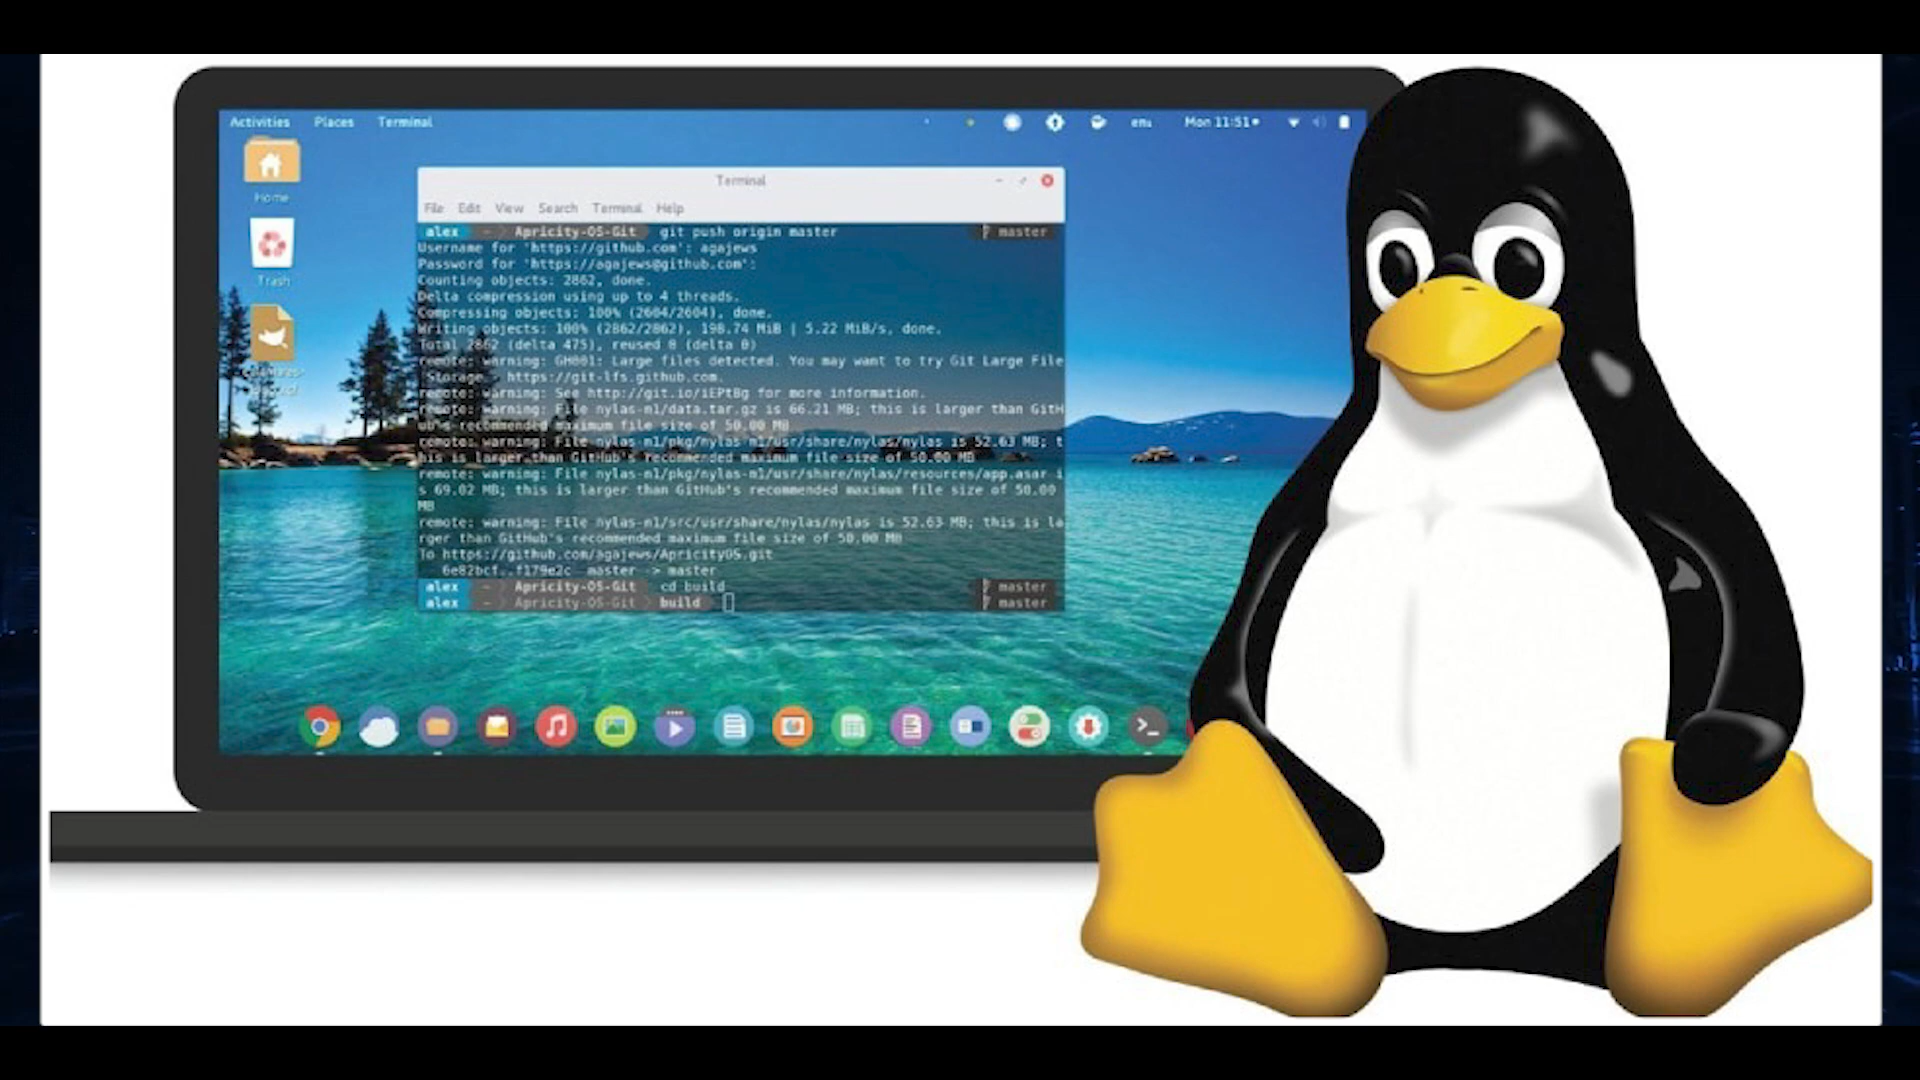 Activities Places Terminal en₁ Mon 11:51
Home
Trash
Terminal
File Edit View Search Terminal Help
alex ~ Apricity-OS-Git git push origin master master
Username for 'https://github.com': agajews
Password for 'https://agajews@github.com':
Counting objects: 2862, done.
Delta compression using up to 4 threads.
Compressing objects: 100% (2604/2604), done.
Writing objects: 100% (2862/2862), 198.74 MiB | 5.22 MiB/s, done.
Total 2862 (delta 475), reused 0 (delta 0)
remote: warning: GH001: Large files detected. You may want to try Git Large File
Storage - https://git-lfs.github.com.
remote: warning: See http://git.io/iEPt8g for more information.
remote: warning: File nylas-n1/data.tar.gz is 66.21 MB; this is larger than GitH
ub's recommended maximum file size of 50.00 MB
remote: warning: File nylas-n1/pkg/nylas-n1/usr/share/nylas/nylas is 52.63 MB; t
his is larger than GitHub's recommended maximum file size of 50.00 MB
remote: warning: File nylas-n1/pkg/nylas-n1/usr/share/nylas/resources/app.asar i
s 69.02 MB; this is larger than GitHub's recommended maximum file size of 50.00
MB
remote: warning: File nylas-n1/src/usr/share/nylas/nylas is 52.63 MB; this is la
rger than GitHub's recommended maximum file size of 50.00 MB
To https://github.com/agajews/ApricityOS.git
6e82bcf..f179e2c master -> master
alex ~ Apricity-OS-Git cd build master
alex ~ Apricity-OS-Git build master